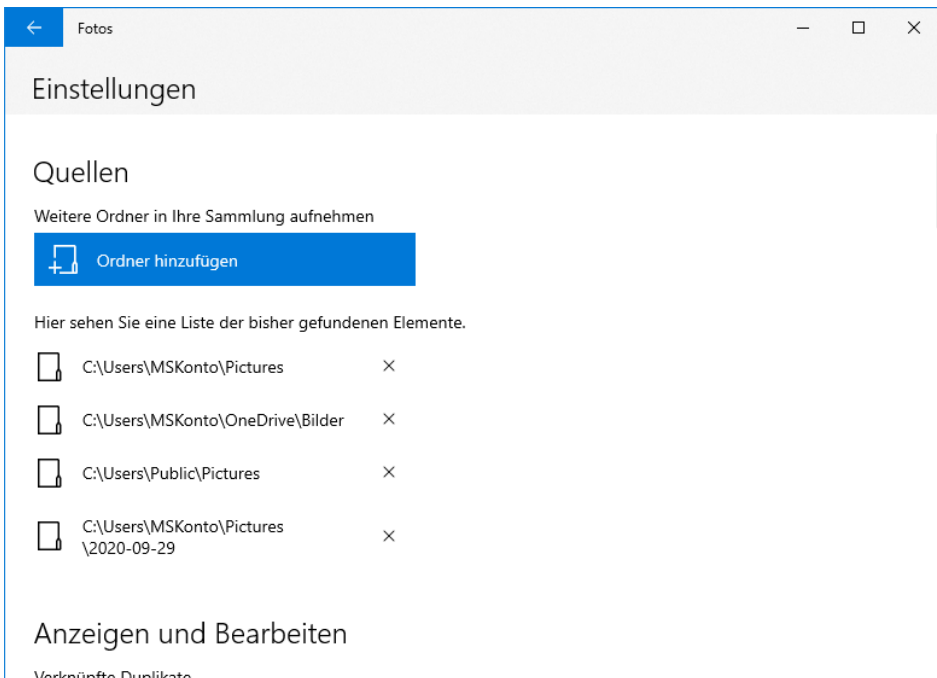 Fotos
Einstellungen
Quellen
Weitere Ordner in Ihre Sammlung aufnehmen
Ordner hinzufügen
Hier sehen Sie eine Liste der bisher gefundenen Elemente.
C:\Users\MSKonto\Pictures
C:\Users\MSKonto\OneDrive\Bilder
C:\Users\Public\Pictures
C:\Users\MSKonto\Pictures
\2020-09-29
Anzeigen und Bearbeiten
Verknüpfte Duplikate